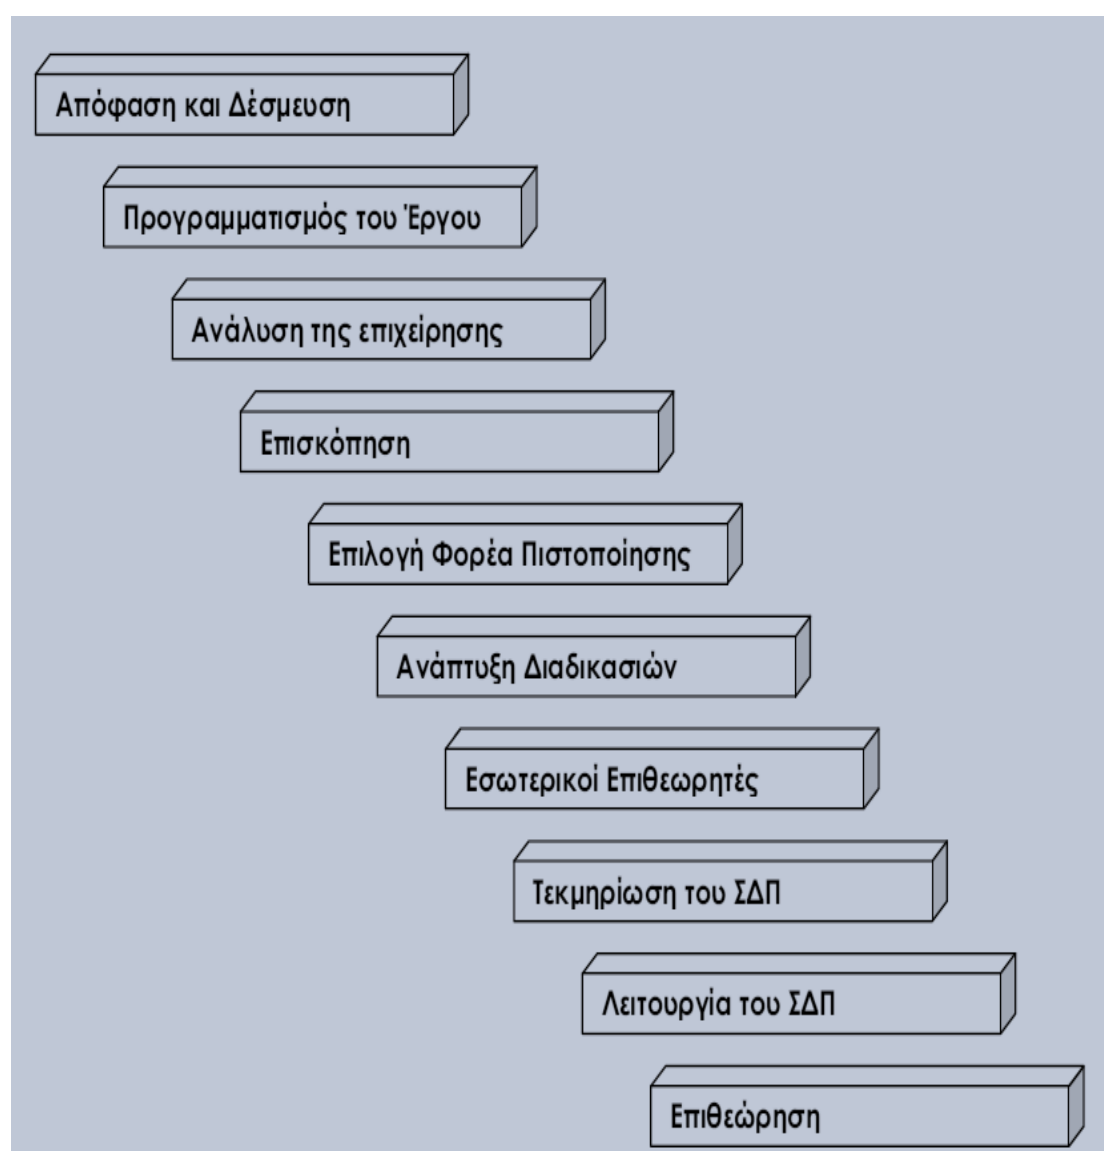 Απόφαση και Δέσμευση
Προγραμματισμός του Έργου
Ανάλυση της επιχείρησης
Επισκόπηση
Επιλογή Φορέα Πιστοποίησης
Ανάπτυξη Διαδικασιών
Εσωτερικοί Επιθεωρητές
Τεκμηρίωση του ΣΔΠ
Λειτουργία του ΣΔΠ
Επιθεώρηση